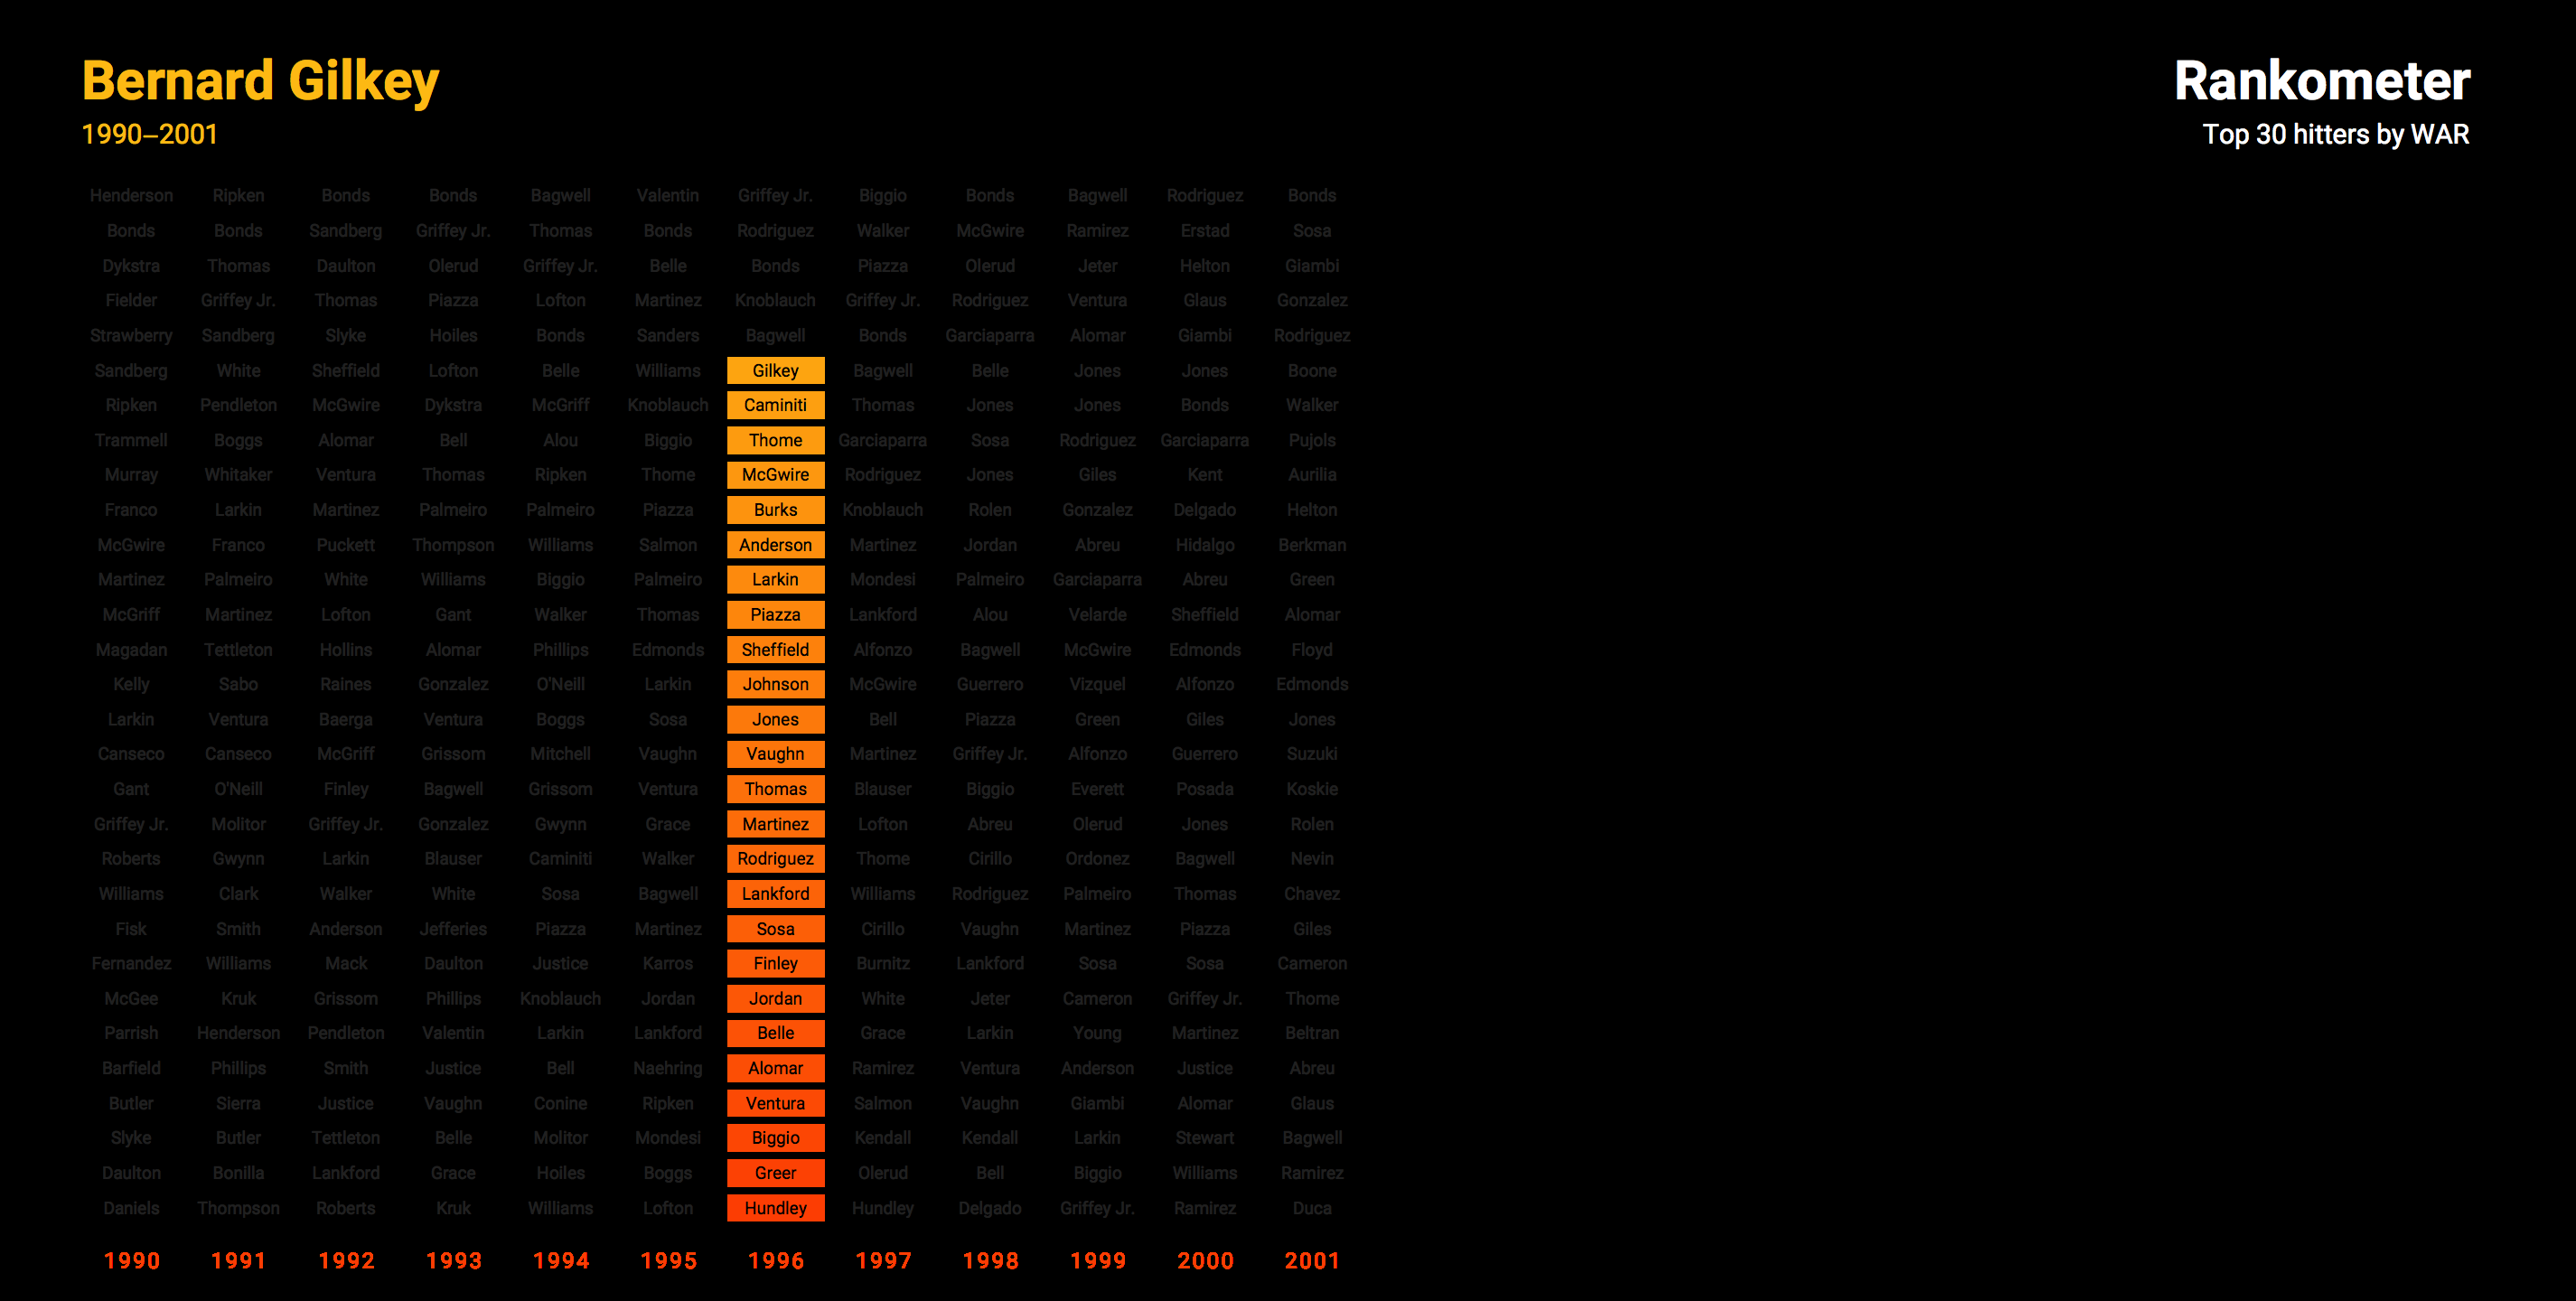 Bernard Gilkey
1990–2001
Rankometer
Top 30 hitters by WAR
Henderson Ripken Bonds Bonds Bagwell Valentin Griffey Jr. Biggio Bonds Bagwell Rodriguez Bonds
Bonds Bonds Sandberg Griffey Jr. Thomas Bonds Rodriguez Walker McGwire Ramirez Erstad Sosa
Dykstra Thomas Daulton Olerud Griffey Jr. Belle Bonds Piazza Olerud Jeter Helton Giambi
Fielder Griffey Jr. Thomas Piazza Lofton Martinez Knoblauch Griffey Jr. Rodriguez Ventura Glaus Gonzalez
Strawberry Sandberg Slyke Hoiles Bonds Sanders Bagwell Bonds Garciaparra Alomar Giambi Rodriguez
Sandberg White Sheffield Lofton Belle Williams Gilkey Bagwell Belle Jones Jones Boone
Ripken Pendleton McGwire Dykstra McGriff Knoblauch Caminiti Thomas Jones Jones Bonds Walker
Trammell Boggs Alomar Bell Alou Biggio Thome Garciaparra Sosa Rodriguez Garciaparra Pujols
Murray Whitaker Ventura Thomas Ripken Thome McGwire Rodriguez Jones Giles Kent Aurilia
Franco Larkin Martinez Palmeiro Palmeiro Piazza Burks Knoblauch Rolen Gonzalez Delgado Helton
McGwire Franco Puckett Thompson Williams Salmon Anderson Martinez Jordan Abreu Hidalgo Berkman
Martinez Palmeiro White Williams Biggio Palmeiro Larkin Mondesi Palmeiro Garciaparra Abreu Green
McGriff Martinez Lofton Gant Walker Thomas Piazza Lankford Alou Velarde Sheffield Alomar
Magadan Tettleton Hollins Alomar Phillips Edmonds Sheffield Alfonzo Bagwell McGwire Edmonds Floyd
Kelly Sabo Raines Gonzalez O'Neill Larkin Johnson McGwire Guerrero Vizquel Alfonzo Edmonds
Larkin Ventura Baerga Ventura Boggs Sosa Jones Bell Piazza Green Giles Jones
Canseco Canseco McGriff Grissom Mitchell Vaughn Vaughn Martinez Griffey Jr. Alfonzo Guerrero Suzuki
Gant O'Neill Finley Bagwell Grissom Ventura Thomas Blauser Biggio Everett Posada Koskie
Griffey Jr. Molitor Griffey Jr. Gonzalez Gwynn Grace Martinez Lofton Abreu Olerud Jones Rolen
Roberts Gwynn Larkin Blauser Caminiti Walker Rodriguez Thome Cirillo Ordonez Bagwell Nevin
Williams Clark Walker White Sosa Bagwell Lankford Williams Rodriguez Palmeiro Thomas Chavez
Fisk Smith Anderson Jefferies Piazza Martinez Sosa Cirillo Vaughn Martinez Piazza Giles
Fernandez Williams Mack Daulton Justice Karros Finley Burnitz Lankford Sosa Sosa Cameron
McGee Kruk Grissom Phillips Knoblauch Jordan Jordan White Jeter Cameron Griffey Jr. Thome
Parrish Henderson Pendleton Valentin Larkin Lankford Belle Grace Larkin Young Martinez Beltran
Barfield Phillips Smith Justice Bell Naehring Alomar Ramirez Ventura Anderson Justice Abreu
Butler Sierra Justice Vaughn Conine Ripken Ventura Salmon Vaughn Giambi Alomar Glaus
Slyke Butler Tettleton Belle Molitor Mondesi Biggio Kendall Kendall Larkin Stewart Bagwell
Daulton Bonilla Lankford Grace Hoiles Boggs Greer Olerud Bell Biggio Williams Ramirez
Daniels Thompson Roberts Kruk Williams Lofton Hundley Hundley Delgado Griffey Jr. Ramirez Duca
1990 1991 1992 1993 1994 1995 1996 1997 1998 1999 2000 2001